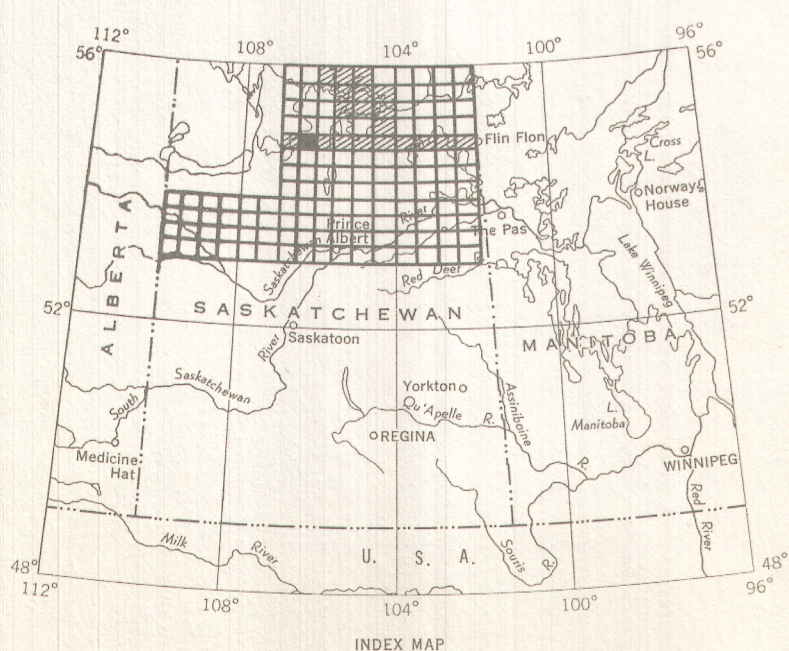 112°
108°
104°
100°
96°
56°
56°
Flin Flon
Cross
L.
Norway
House
ALBERTA
Prince
Albert
River
The Pas
Saskatchewan
Lake Winnipeg
Red Deer
R.
52°
SASKATCHEWAN
52°
MANITOBA
Saskatoon
River
Saskatchewan
South
Yorkton
Qu'Apelle
R.
Assiniboine
R.
L.
Manitoba
REGINA
Medicine
Hat
WINNIPEG
Red
River
Milk
River
U. S. A.
Souris
R.
48°
48°
112°
108°
104°
100°
96°
INDEX MAP